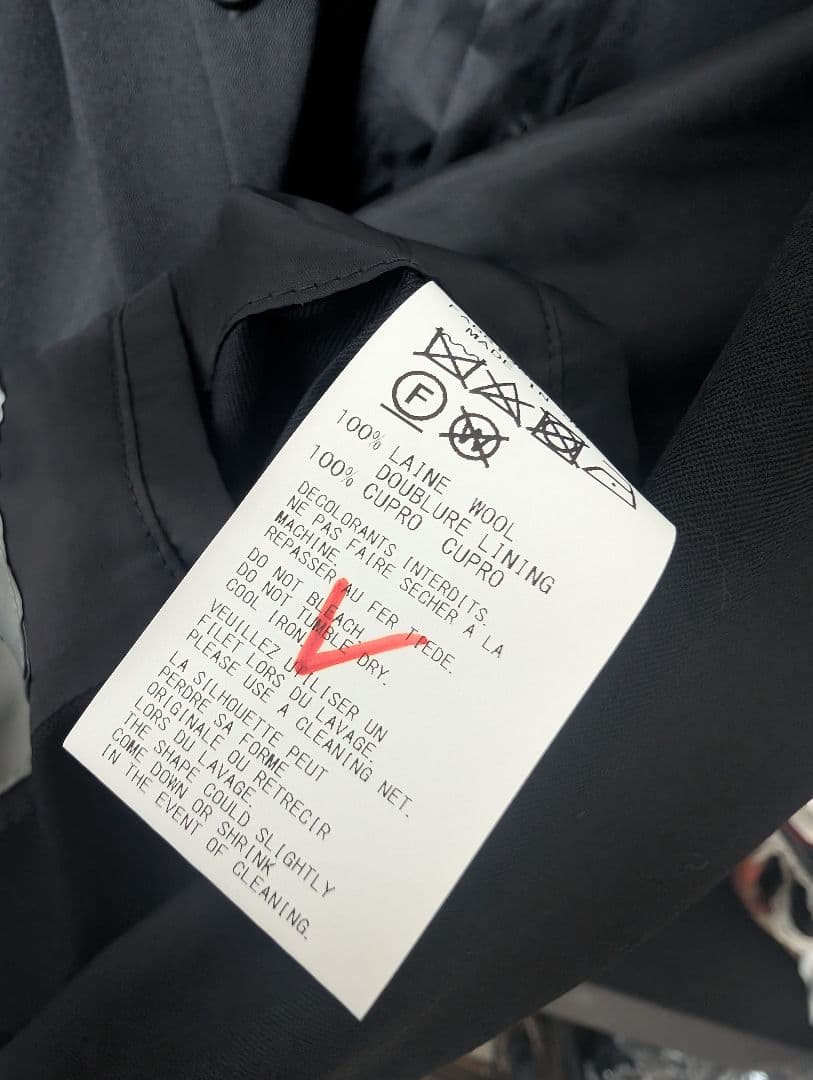 MADE IN
F
W
100% LAINE WOOL
DOUBLURE LINING
100% CUPRO CUPRO
DECOLORANTS INTERDITS.
NE PAS FAIRE SECHER A LA
MACHINE.
REPASSER AU FER TIEDE.
DO NOT BLEACH.
DO NOT TUMBLE DRY.
COOL IRON.
VEUILLEZ UTILISER UN
FILET LORS DU LAVAGE.
PLEASE USE A CLEANING NET.
LA SILHOUETTE PEUT
PERDRE SA FORME
ORIGINALE OU RETRECIR
LORS DU LAVAGE.
THE SHAPE COULD SLIGHTLY
COME DOWN OR SHRINK
IN THE EVENT OF CLEANING.